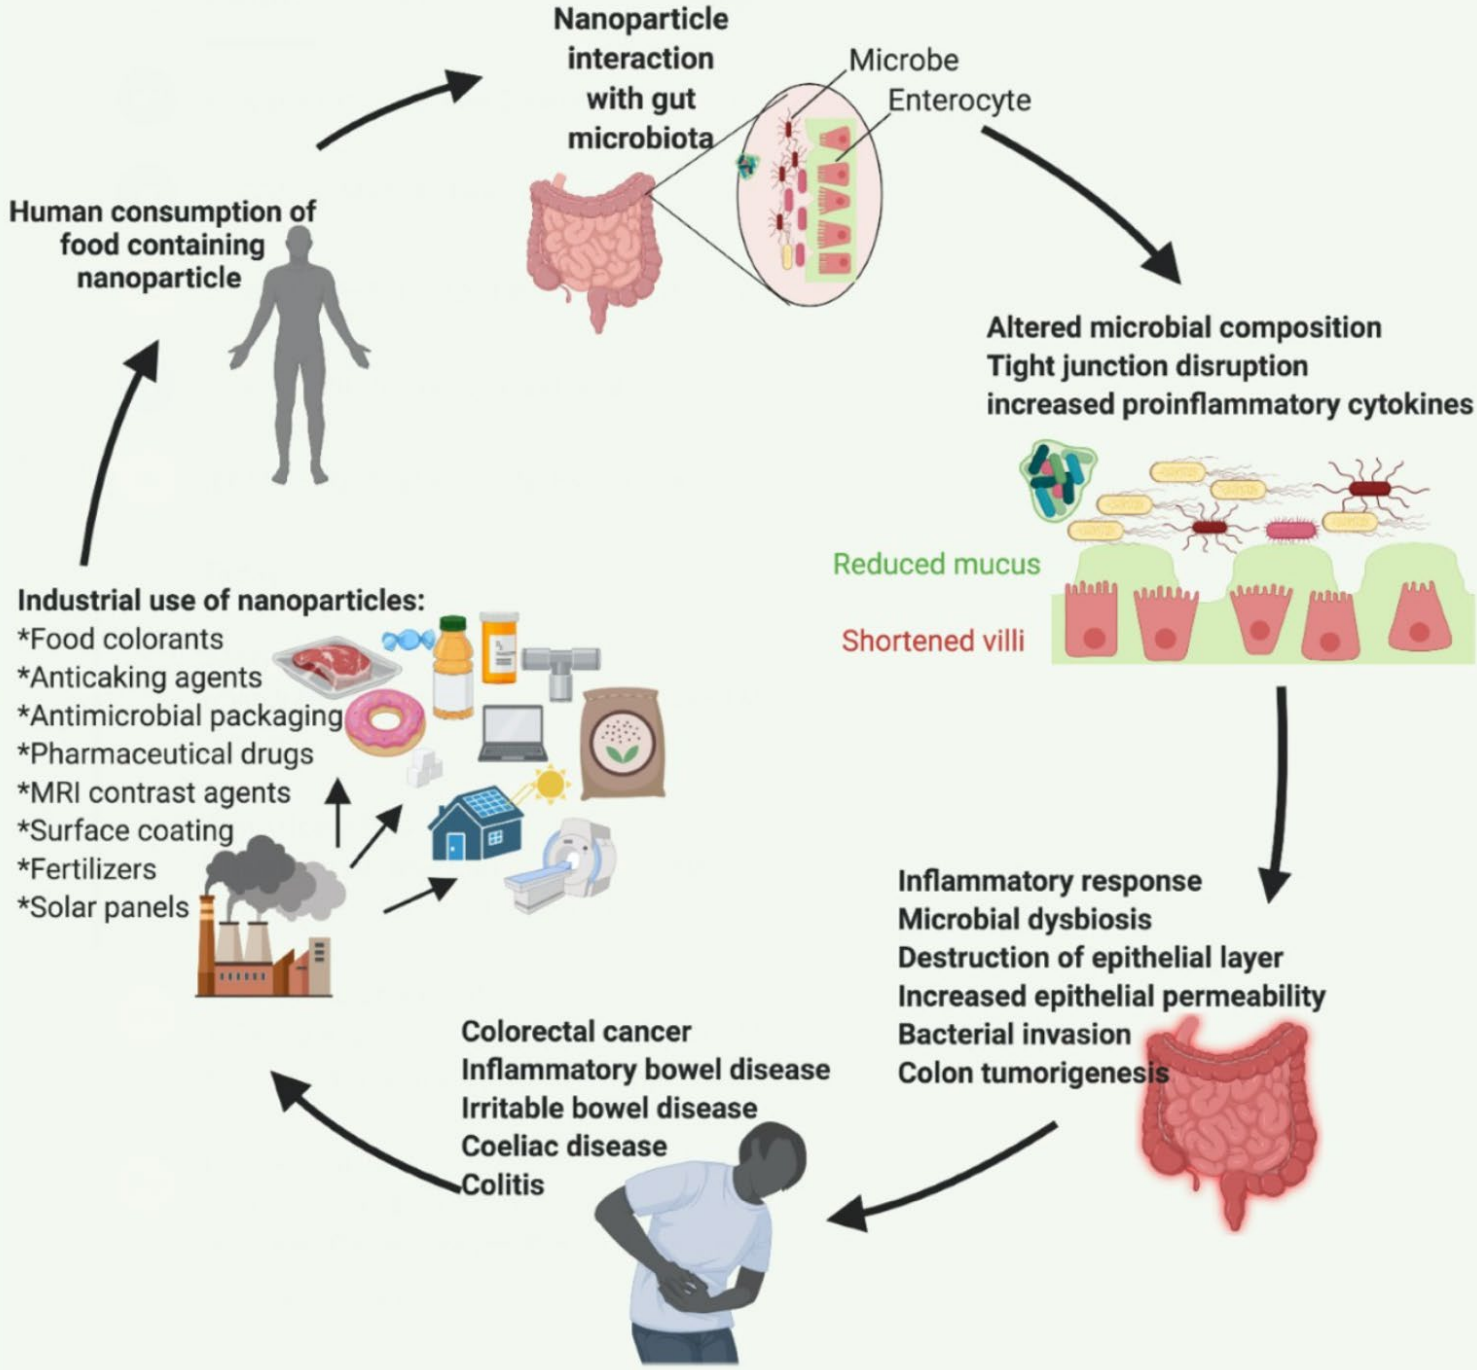 Nanoparticle
interaction
with gut
microbiota
Microbe
Enterocyte
Human consumption of
food containing
nanoparticle
Altered microbial composition
Tight junction disruption
increased proinflammatory cytokines
Reduced mucus
Shortened villi
Industrial use of nanoparticles:
*Food colorants
*Anticaking agents
*Antimicrobial packaging
*Pharmaceutical drugs
*MRI contrast agents
*Surface coating
*Fertilizers
*Solar panels
Inflammatory response
Microbial dysbiosis
Destruction of epithelial layer
Increased epithelial permeability
Bacterial invasion
Colon tumorigenesis
Colorectal cancer
Inflammatory bowel disease
Irritable bowel disease
Coeliac disease
Colitis